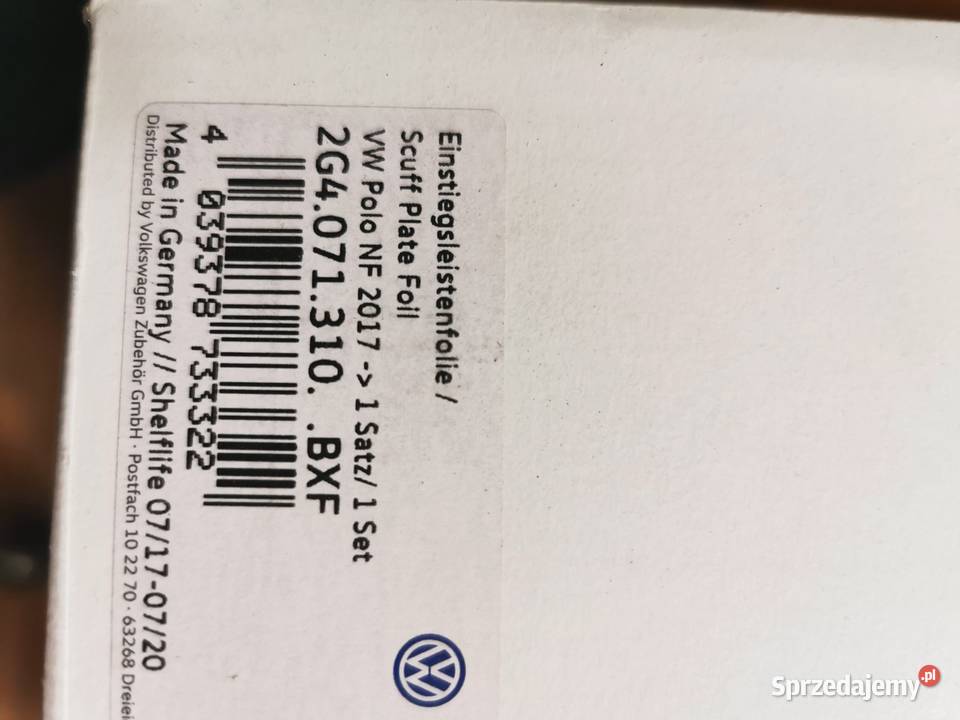 Einstiegsleistenfolie /
Scuff Plate Foil
VW Polo NF 2017 -> 1 Satz/ 1 Set
2G4.071.310. .BXF
4 039378 733322
Made in Germany // Shelflife 07/17-07/20
Distributed by Volkswagen Zubehör GmbH · Postfach 10 22 70 · 63268
Sprzedajemy.pl